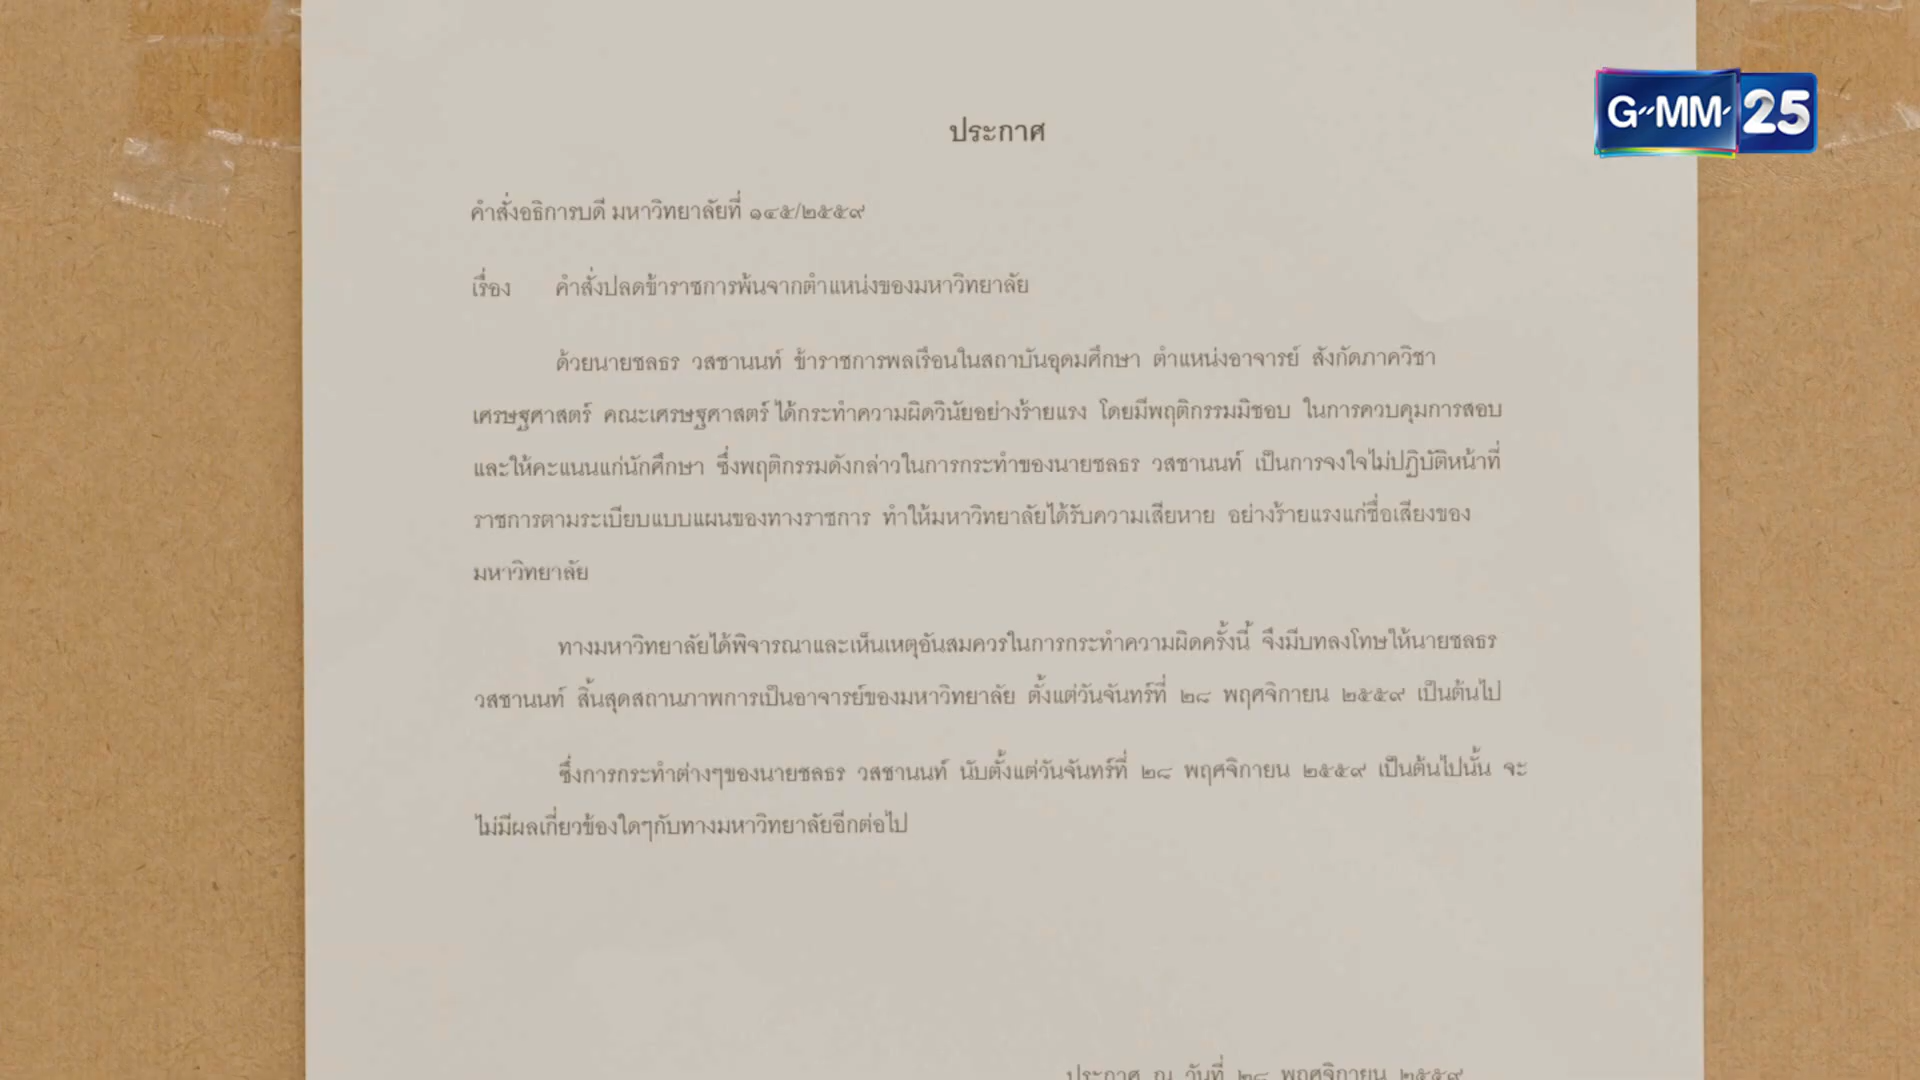 G"MM' 25
ประกาศ
คำสั่งอธิการบดี มหาวิทยาลัยที่ ๑๔๕/๒๕๕๙
เรื่อง คำสั่งปลดข้าราชการพ้นจากตำแหน่งของมหาวิทยาลัย
ด้วยนายชลธร วสชานนท์ ข้าราชการพลเรือนในสถาบันอุดมศึกษา ตำแหน่งอาจารย์ สังกัดภาควิชา
เศรษฐศาสตร์ คณะเศรษฐศาสตร์ ได้กระทำความผิดวินัยอย่างร้ายแรง โดยมีพฤติกรรมมิชอบ ในการควบคุมการสอบ
และให้คะแนนแก่นักศึกษา ซึ่งพฤติกรรมดังกล่าวในการกระทำของนายชลธร วสชานนท์ เป็นการจงใจไม่ปฏิบัติหน้าที่
ราชการตามระเบียบแบบแผนของทางราชการ ทำให้มหาวิทยาลัยได้รับความเสียหาย อย่างร้ายแรงแก่ชื่อเสียงของ
มหาวิทยาลัย
ทางมหาวิทยาลัยได้พิจารณาและเห็นเหตุอันสมควรในการกระทำความผิดครั้งนี้ จึงมีบทลงโทษให้นายชลธร
วสชานนท์ สิ้นสุดสถานภาพการเป็นอาจารย์ของมหาวิทยาลัย ตั้งแต่วันจันทร์ที่ ๒๘ พฤศจิกายน ๒๕๕๙ เป็นต้นไป
ซึ่งการกระทำต่างๆของนายชลธร วสชานนท์ นับตั้งแต่วันจันทร์ที่ ๒๘ พฤศจิกายน ๒๕๕๙ เป็นต้นไปนั้น จะ
ไม่มีผลเกี่ยวข้องใดๆกับทางมหาวิทยาลัยอีกต่อไป
ประกาศ ณ วันที่ ๒๘ พฤศจิกายน ๒๕๕๙